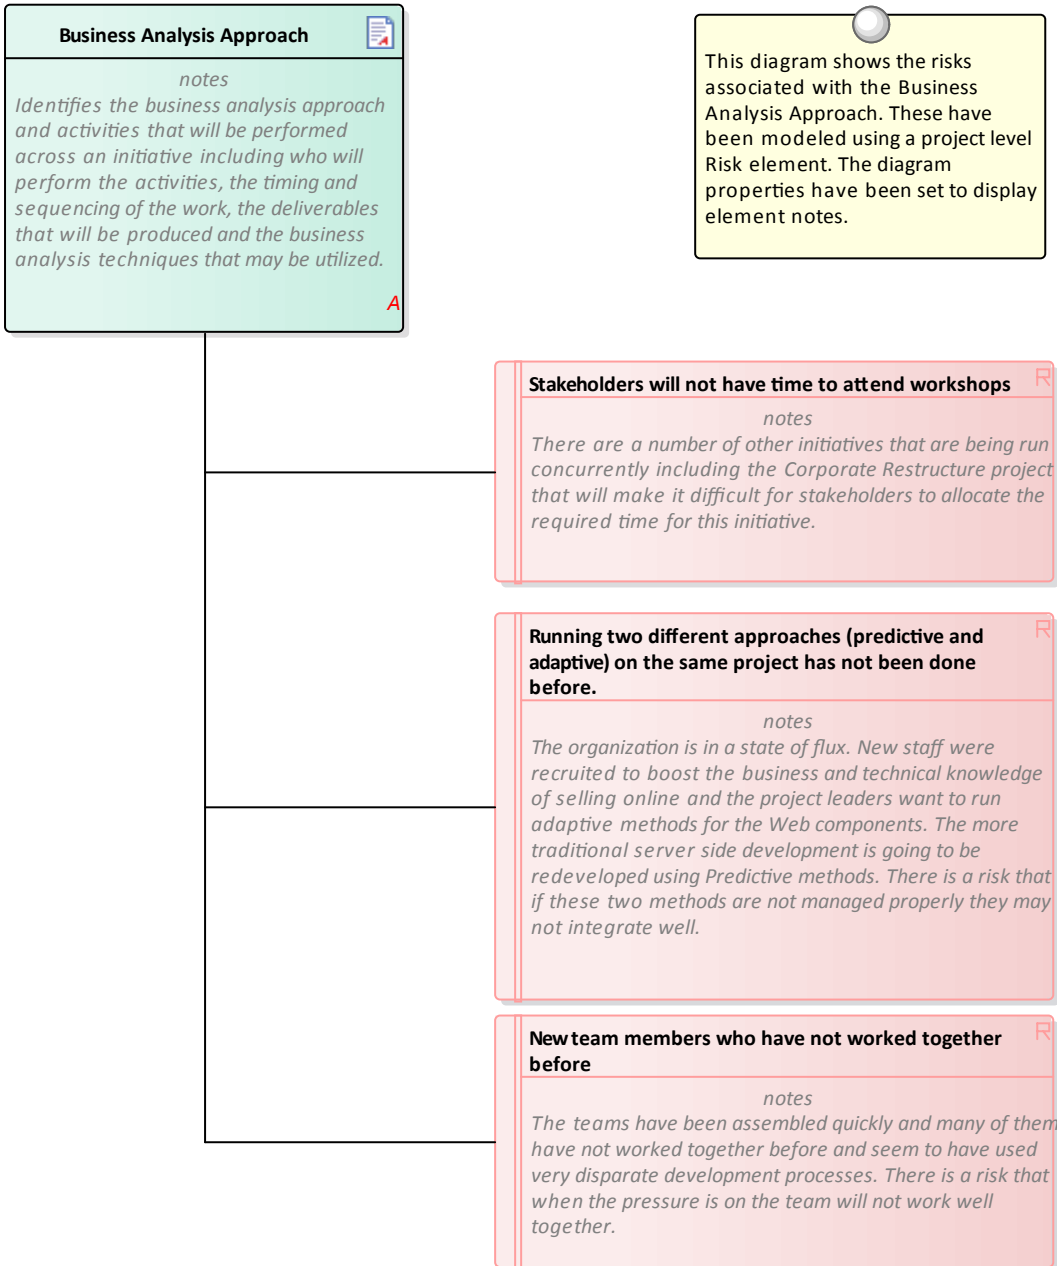 Business Analysis Approach
notes
Identifies the business analysis approach
and activities that will be performed
across an initiative including who will
perform the activities, the timing and
sequencing of the work, the deliverables
that will be produced and the business
analysis techniques that may be utilized.
A
This diagram shows the risks
associated with the Business
Analysis Approach. These have
been modeled using a project level
Risk element. The diagram
properties have been set to display
element notes.
Stakeholders will not have time to attend workshops
R
notes
There are a number of other initiatives that are being run
concurrently including the Corporate Restructure project
that will make it difficult for stakeholders to allocate the
required time for this initiative.
Running two different approaches (predictive and
adaptive) on the same project has not been done
before.
R
notes
The organization is in a state of flux. New staff were
recruited to boost the business and technical knowledge
of selling online and the project leaders want to run
adaptive methods for the Web components. The more
traditional server side development is going to be
redeveloped using Predictive methods. There is a risk that
if these two methods are not managed properly they may
not integrate well.
New team members who have not worked together
before
R
notes
The teams have been assembled quickly and many of them
have not worked together before and seem to have used
very disparate development processes. There is a risk that
when the pressure is on the team will not work well
together.